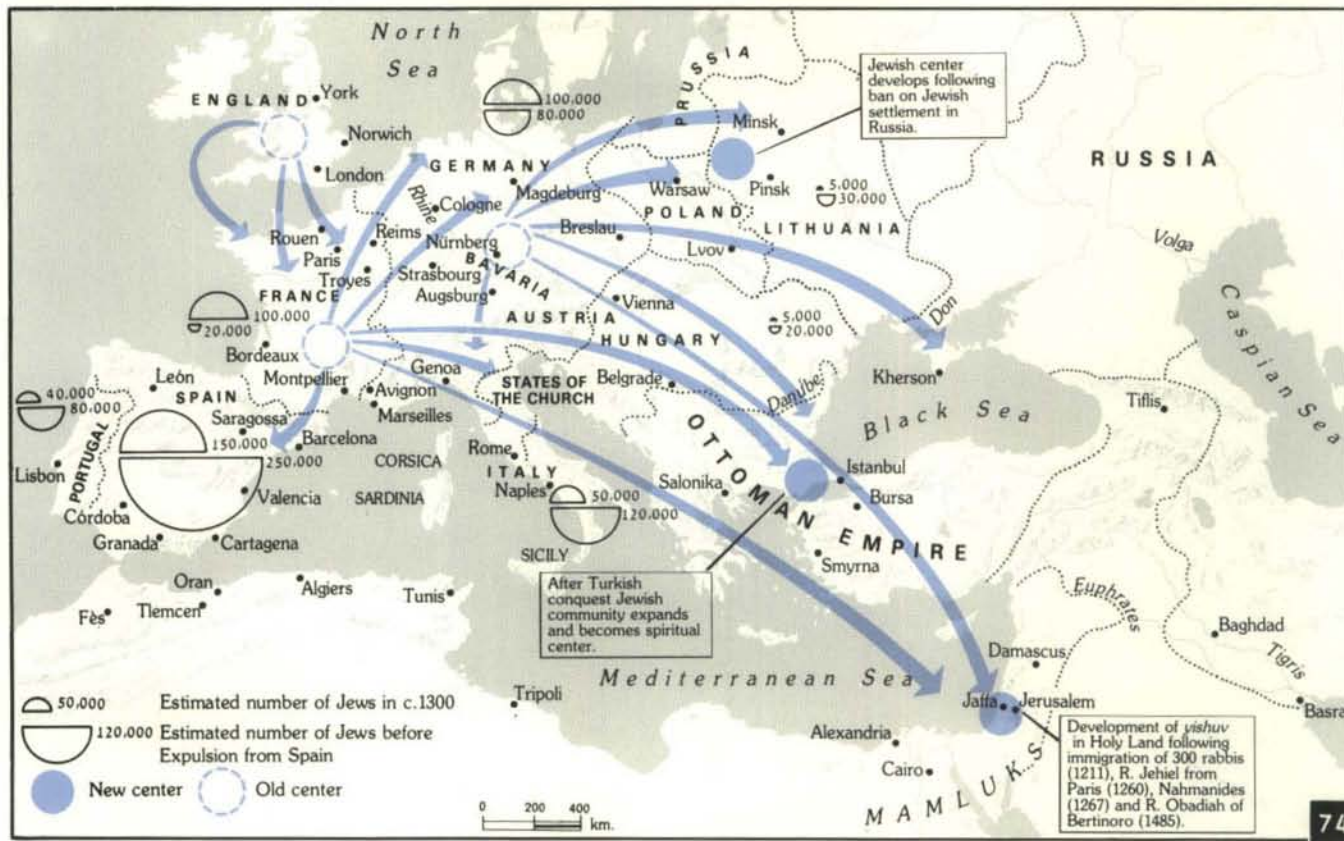 North
Sea
PRUSSIA
Jewish center
develops following
ban on Jewish
settlement in
Russia.
ENGLAND
York
100.000
80.000
Norwich
Minsk
London
GERMANY
RUSSIA
Magdeburg
Warsaw
Pinsk
5.000
30.000
Rhine
Cologne
POLAND
LITHUANIA
Rouen
Reims
Breslau
Paris
Nürnberg
Lvov
Volga
Troyes
Strasbourg
BAVARIA
Augsburg
FRANCE
Vienna
Don
100.000
20.000
AUSTRIA
5.000
20.000
HUNGARY
Caspian Sea
Bordeaux
Genoa
Belgrade
Danube
Kherson
León
Montpellier
Avignon
STATES OF
THE CHURCH
Tiflis
40.000
80.000
SPAIN
Marseilles
Black Sea
Saragossa
150.000
Barcelona
250.000
CORSICA
Rome
OTTOMAN EMPIRE
Istanbul
Lisbon
PORTUGAL
ITALY
Salonika
Valencia
SARDINIA
Naples
50.000
120.000
Bursa
Córdoba
Granada
Cartagena
SICILY
Smyrna
Oran
Algiers
Tunis
After Turkish
conquest Jewish
community expands
and becomes spiritual
center.
Euphrates
Fès
Tlemcen
Baghdad
Damascus
Tigris
Mediterranean Sea
50.000 Estimated number of Jews in c.1300
Tripoli
Jaffa
Jerusalem
Basra
120.000 Estimated number of Jews before
Expulsion from Spain
Alexandria
Development of yishuv
in Holy Land following
immigration of 300 rabbis
(1211), R. Jehiel from
Paris (1260), Nahmanides
(1267) and R. Obadiah of
Bertinoro (1485).
New center
Old center
Cairo
MAMLUKS
0 200 400
km.
74